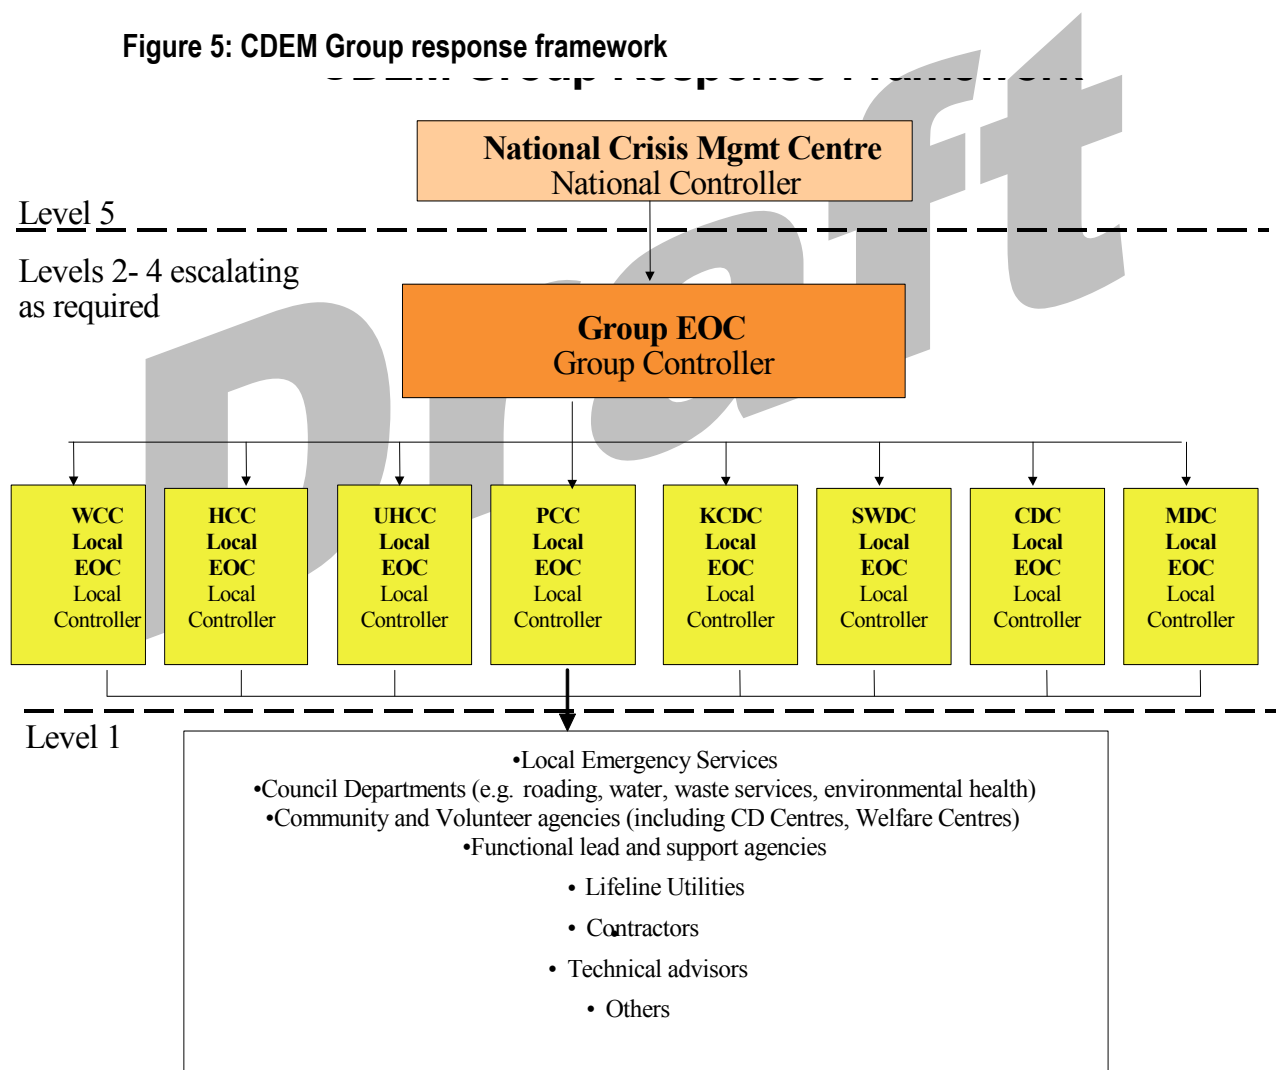 Figure 5: CDEM Group response framework
CDEM Group Response Framework
National Crisis Mgmt Centre
National Controller
Level 5
Levels 2- 4 escalating
as required
Group EOC
Group Controller
WCC
Local
EOC
Local
Controller
HCC
Local
EOC
Local
Controller
UHCC
Local
EOC
Local
Controller
PCC
Local
EOC
Local
Controller
KCDC
Local
EOC
Local
Controller
SWDC
Local
EOC
Local
Controller
CDC
Local
EOC
Local
Controller
MDC
Local
EOC
Local
Controller
Level 1
•Local Emergency Services
•Council Departments (e.g. roading, water, waste services, environmental health)
•Community and Volunteer agencies (including CD Centres, Welfare Centres)
•Functional lead and support agencies
• Lifeline Utilities
• Contractors
• Technical advisors
• Others
Draft